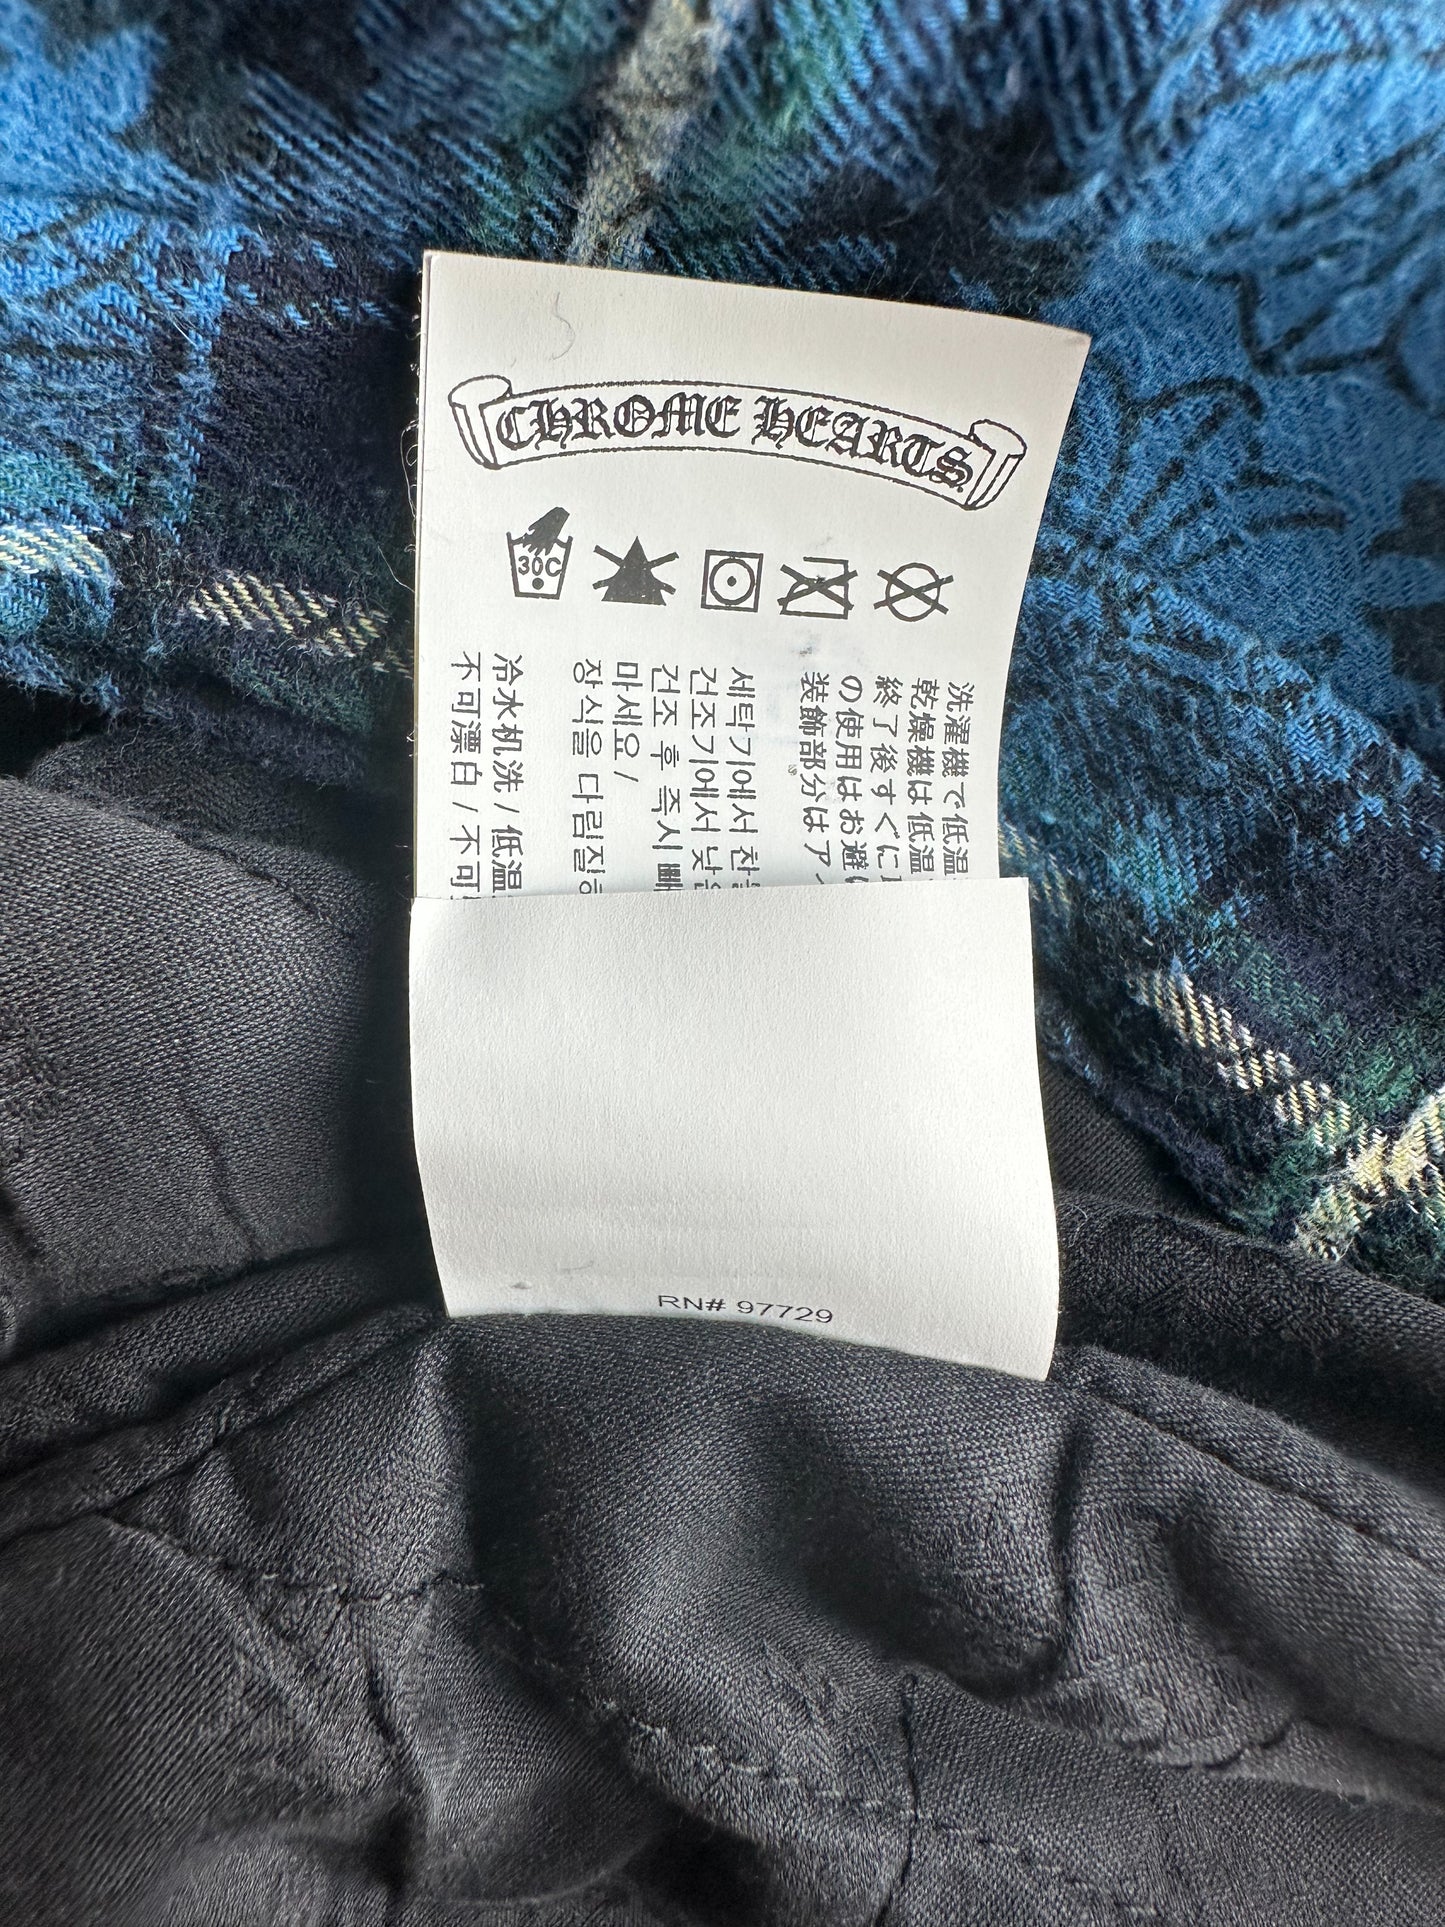 CHROME HEARTS
30C
洗濯機で低温
乾燥機は低温
終了後すぐに
の使用はお避
装飾部分はア
세탁기에서 찬
건조기에서 낮
건조 후 즉시 빼
마세요 /
장식을 다림질
冷水机洗 / 低温
不可漂白 / 不可
RN# 97729